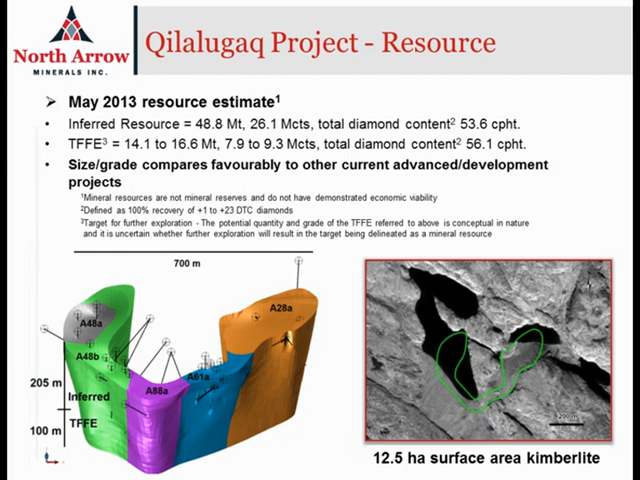 North Arrow
MINERALS INC.
Qilalugaq Project - Resource
➢ May 2013 resource estimate¹
• Inferred Resource = 48.8 Mt, 26.1 Mcts, total diamond content² 53.6 cpht.
• TFFE³ = 14.1 to 16.6 Mt, 7.9 to 9.3 Mcts, total diamond content² 56.1 cpht.
• Size/grade compares favourably to other current advanced/development
projects
¹Mineral resources are not mineral reserves and do not have demonstrated economic viability
²Defined as 100% recovery of +1 to +23 DTC diamonds
³Target for further exploration - The potential quantity and grade of the TFFE referred to above is conceptual in nature
and it is uncertain whether further exploration will result in the target being delineated as a mineral resource
700 m
A28a
A48a
A48b
A88a
A61a
205 m
Inferred
TFFE
100 m
200 m
12.5 ha surface area kimberlite